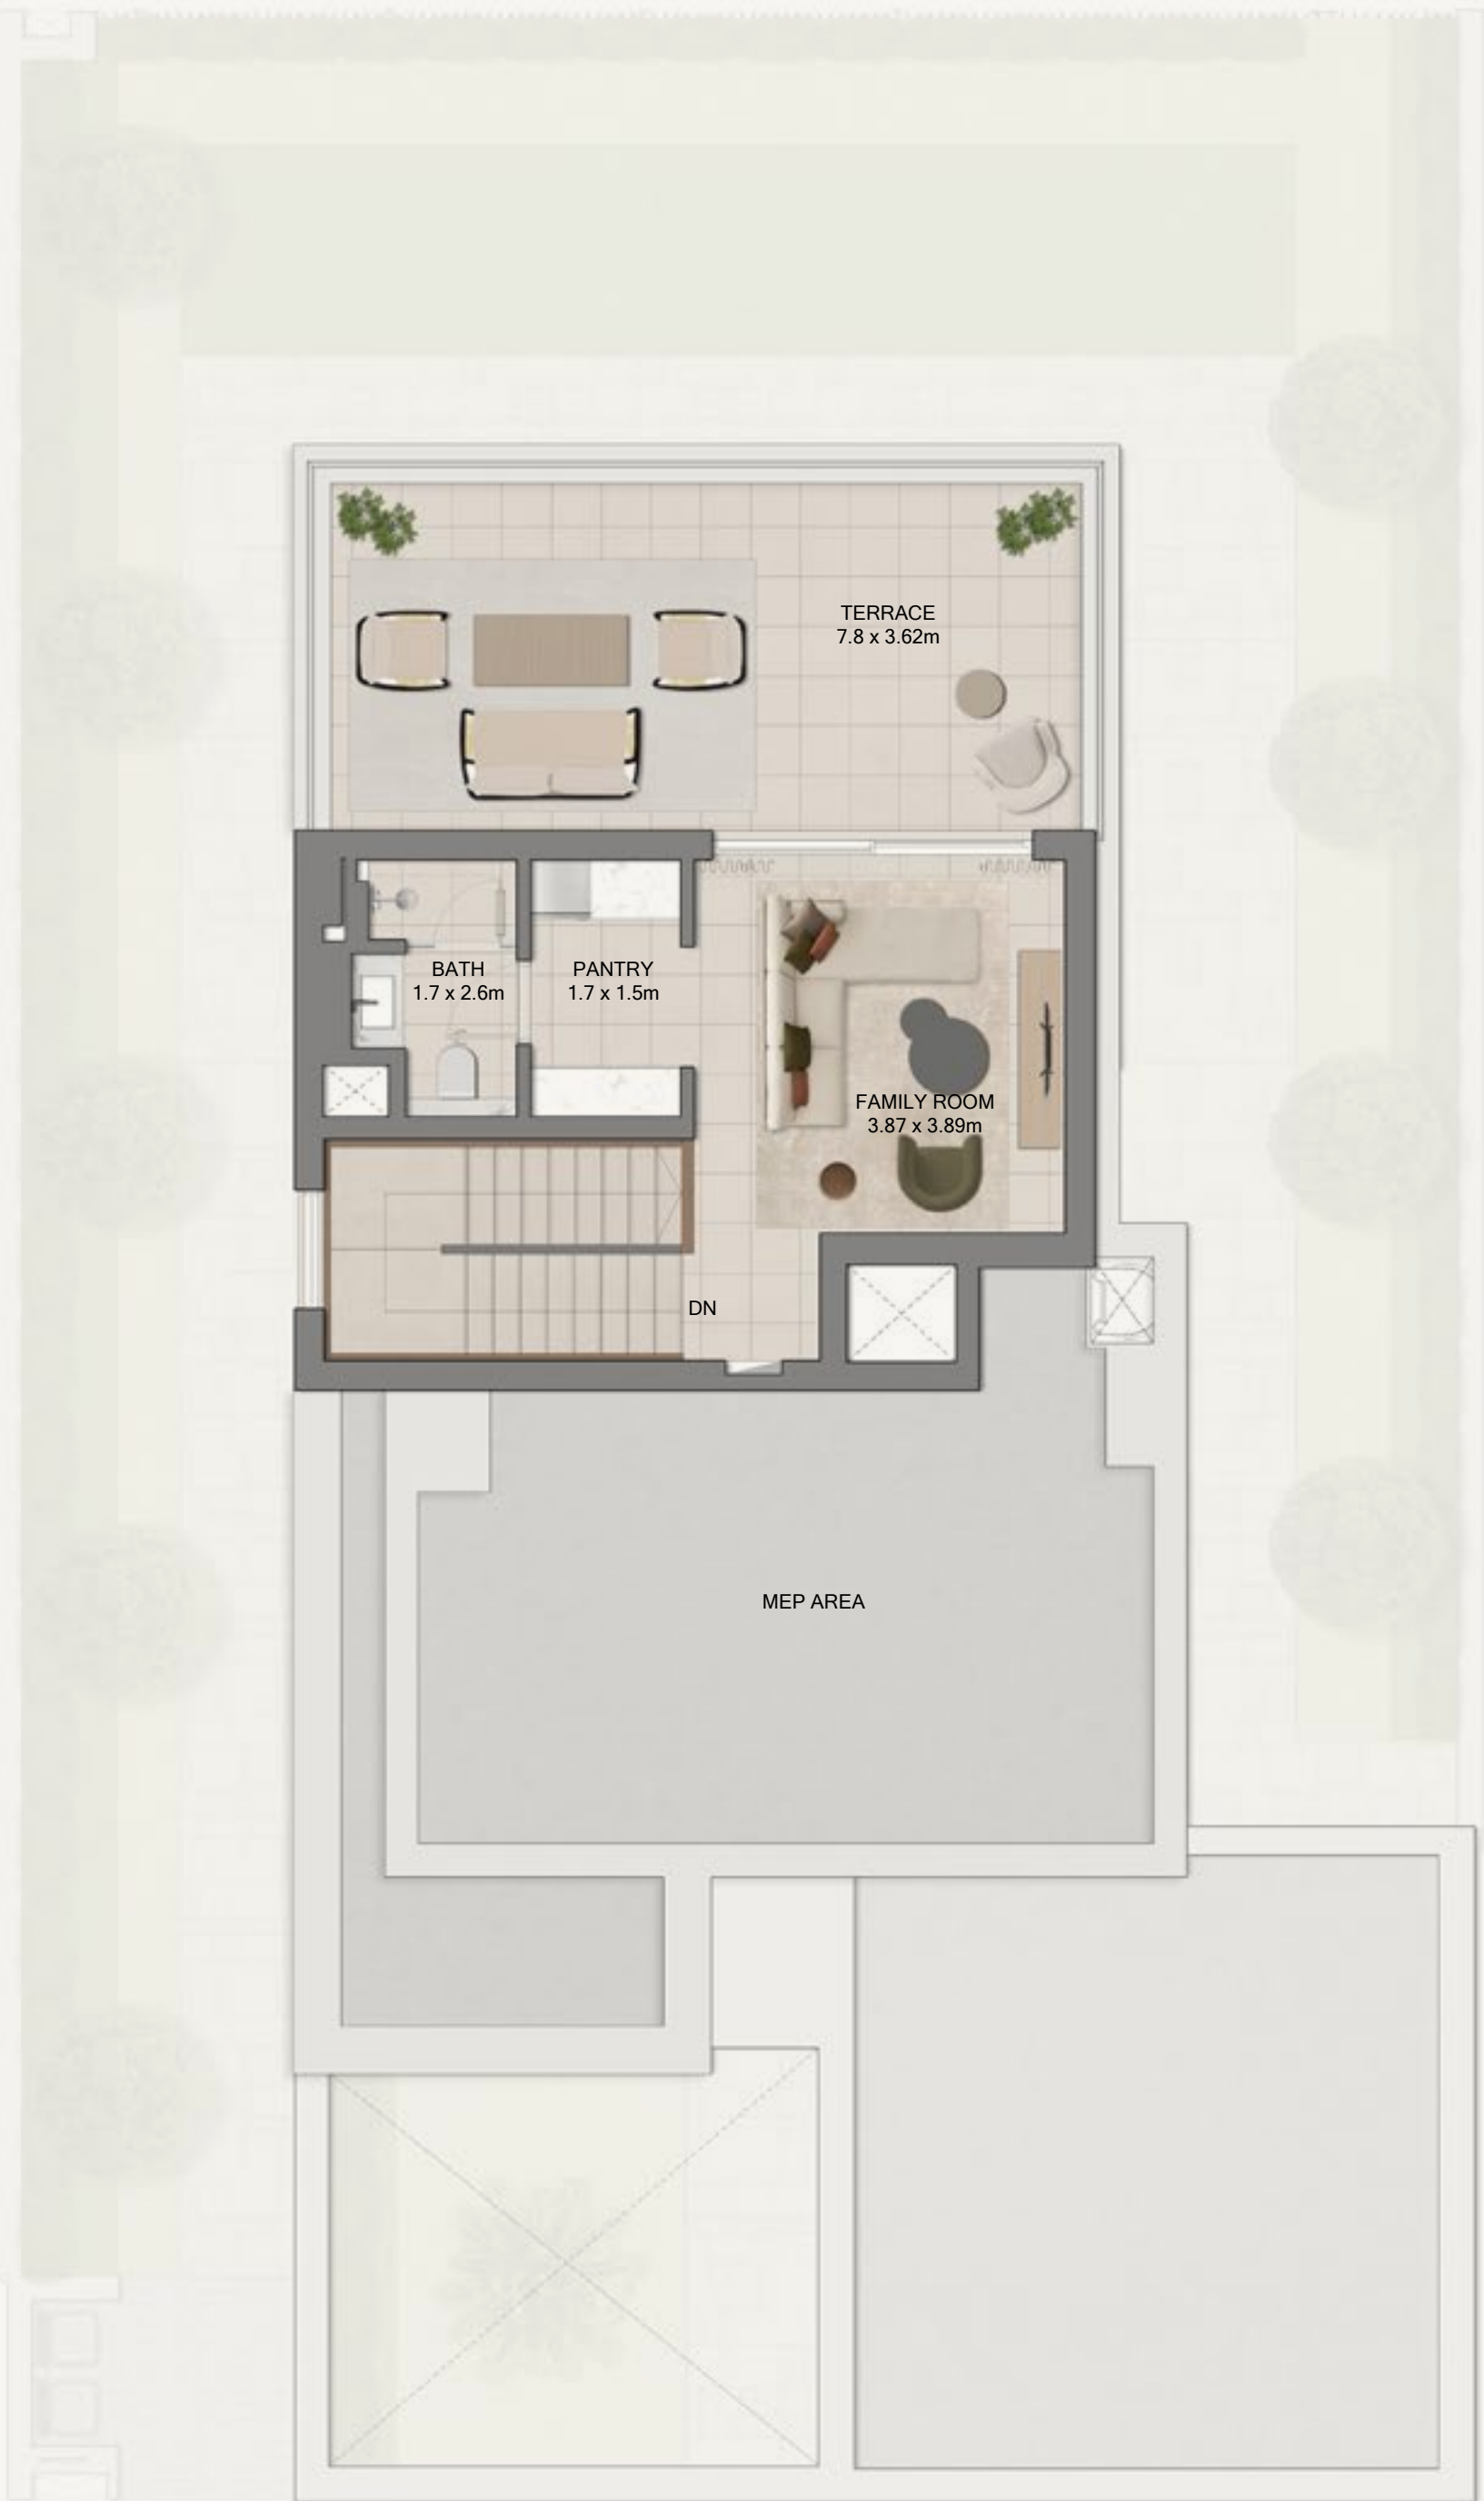 TERRACE
7.8 x 3.62m
BATH
1.7 x 2.6m
PANTRY
1.7 x 1.5m
FAMILY ROOM
3.87 x 3.89m
DN
MEP AREA